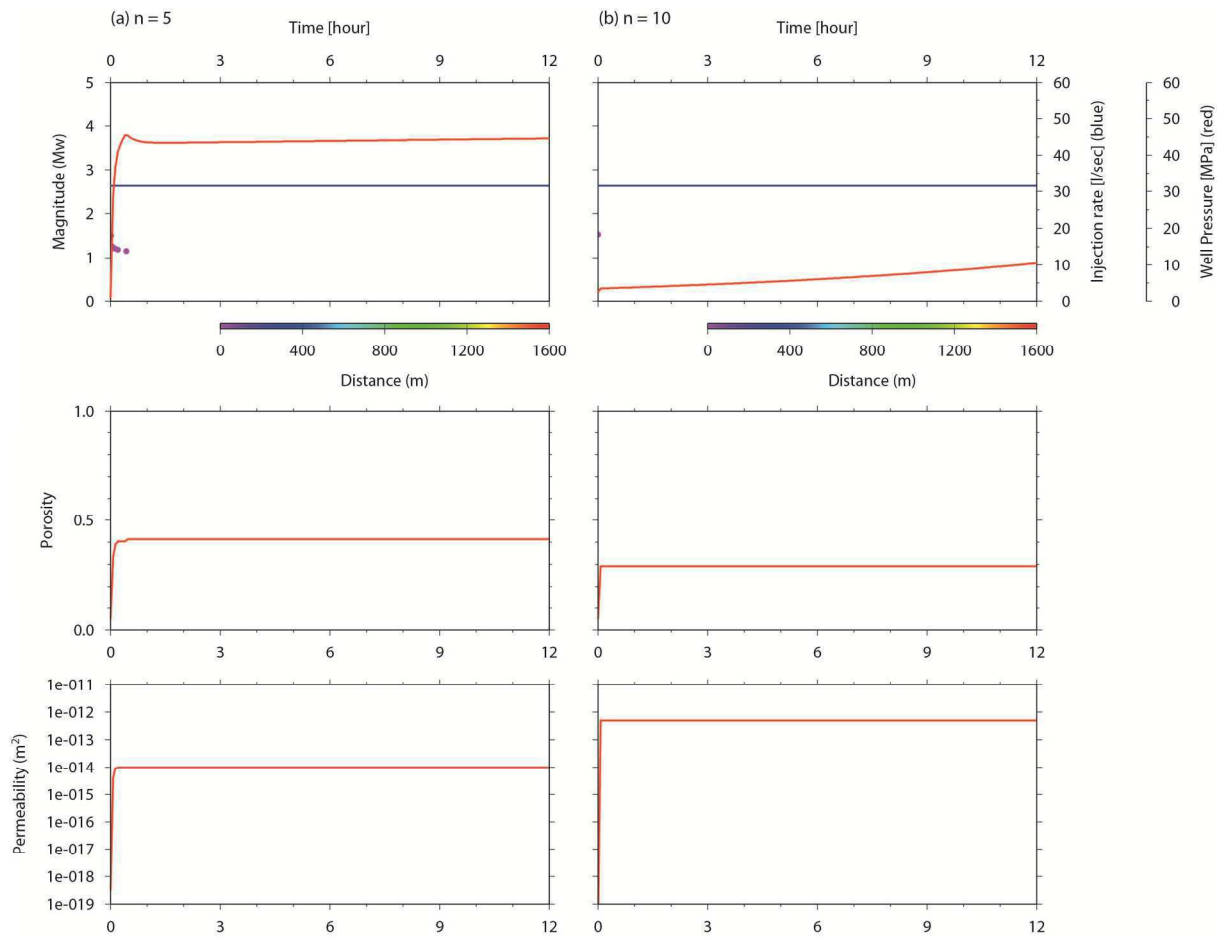 (a) n = 5
(b) n = 10
Time [hour]
Time [hour]
0 3 6 9 12
0 3 6 9 12
5
4
3
2
1
0
Magnitude (Mw)
60
50
40
30
20
10
0
Injection rate [l/sec] (blue)
60
50
40
30
20
10
0
Well Pressure [MPa] (red)
0 400 800 1200 1600
0 400 800 1200 1600
Distance (m)
Distance (m)
1.0
0.5
0.0
Porosity
0 3 6 9 12
0 3 6 9 12
1e-011
1e-012
1e-013
1e-014
1e-015
1e-016
1e-017
1e-018
1e-019
Permeability (m²)
0 3 6 9 12
0 3 6 9 12